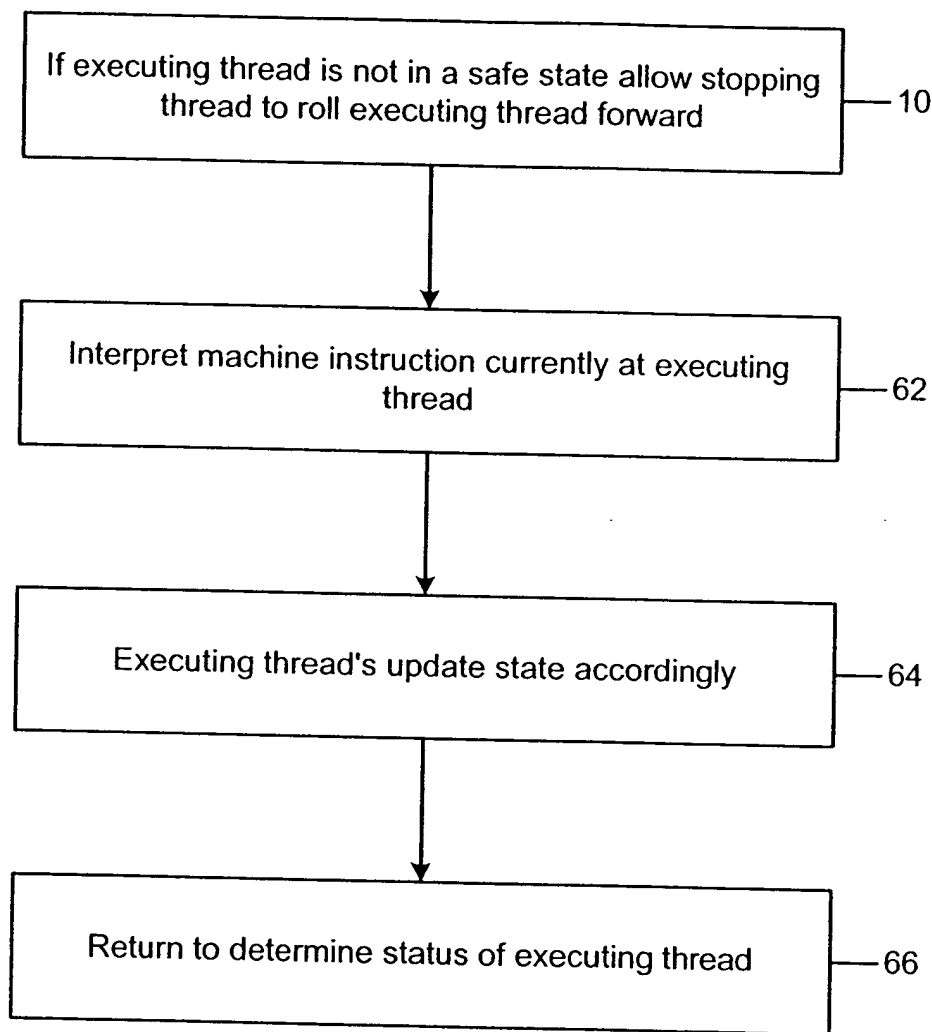 If executing thread is not in a safe state allow stopping
thread to roll executing thread forward
10
Interpret machine instruction currently at executing
thread
62
Executing thread's update state accordingly
64
Return to determine status of executing thread
66